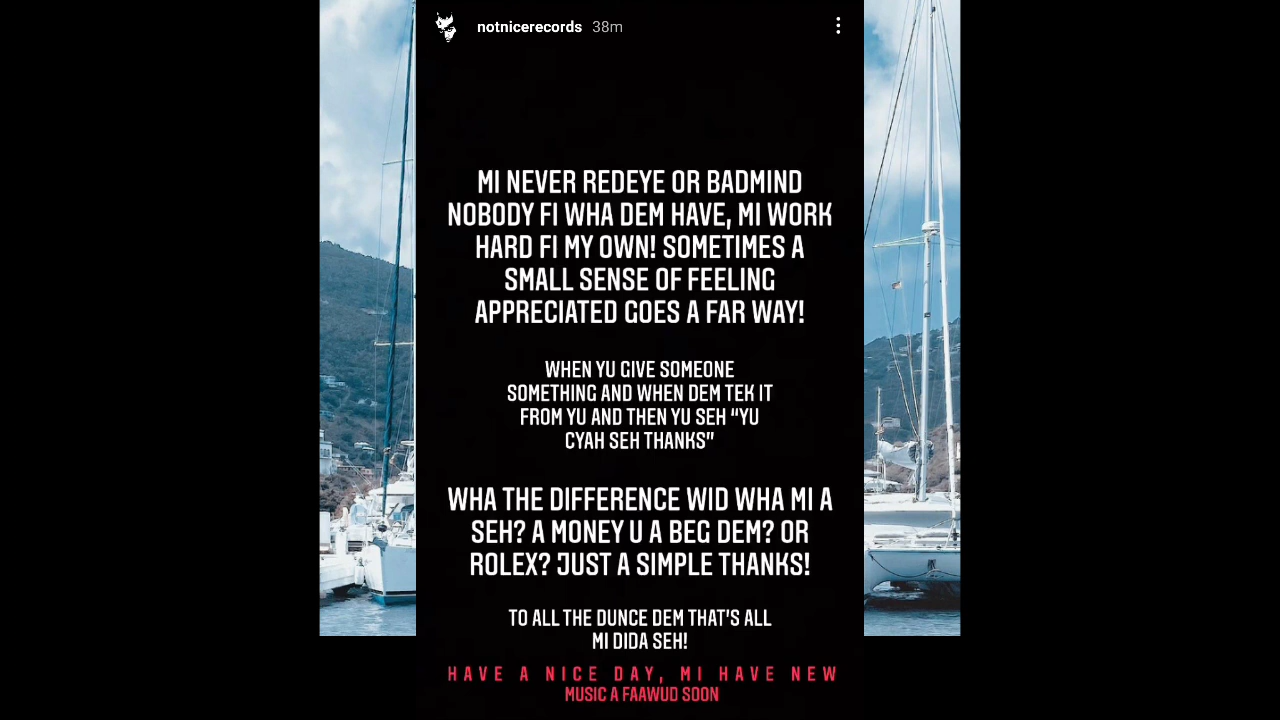 notnicerecords 38m
MI NEVER REDEYE OR BADMIND
NOBODY FI WHA DEM HAVE, MI WORK
HARD FI MY OWN! SOMETIMES A
SMALL SENSE OF FEELING
APPRECIATED GOES A FAR WAY!
WHEN YU GIVE SOMEONE
SOMETHING AND WHEN DEM TEK IT
FROM YU AND THEN YU SEH “YU
CYAH SEH THANKS”
WHA THE DIFFERENCE WID WHA MI A
SEH? A MONEY U A BEG DEM? OR
ROLEX? JUST A SIMPLE THANKS!
TO ALL THE DUNCE DEM THAT'S ALL
MI DIDA SEH!
HAVE A NICE DAY, MI HAVE NEW
MUSIC A FAAWUD SOON